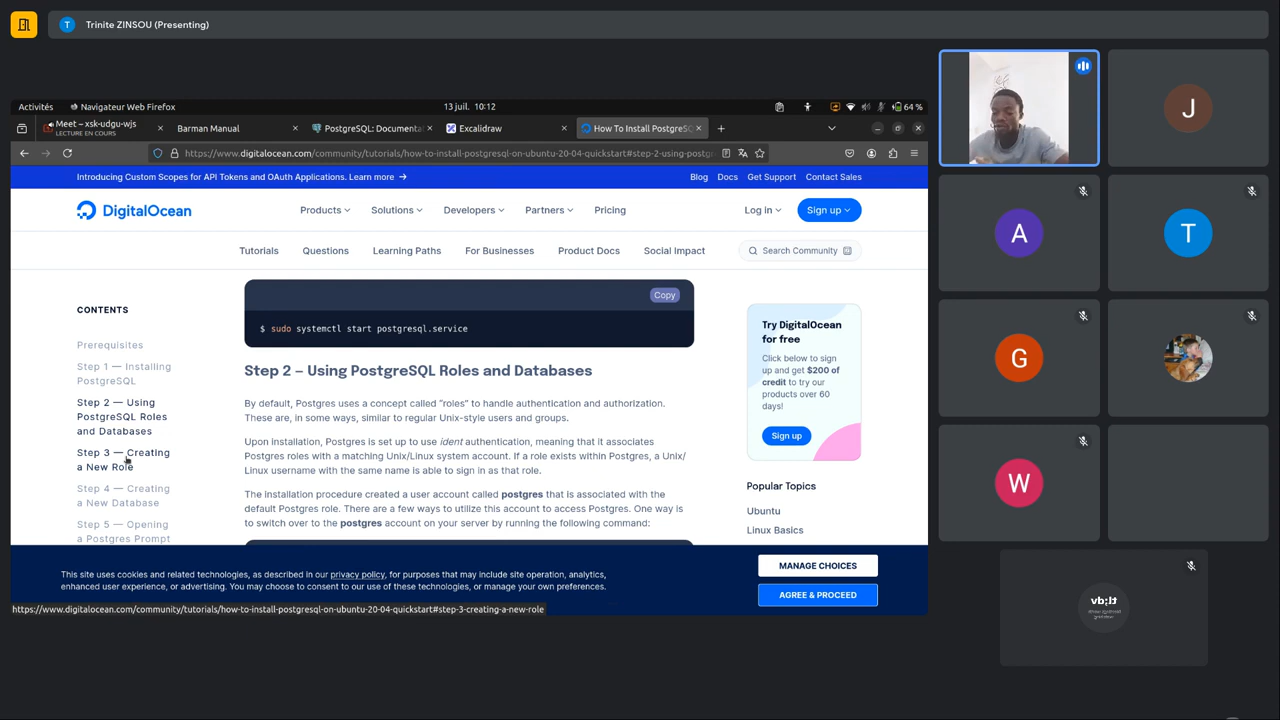 T
Trinite ZINSOU (Presenting)
Activités
Navigateur Web Firefox
13 juil. 10:12
64 %
Meet – xsk-udgu-wjs
LECTURE EN COURS
Barman Manual
PostgreSQL: Documenta
Excalidraw
How To Install PostgreSQ
https://www.digitalocean.com/community/tutorials/how-to-install-postgresql-on-ubuntu-20-04-quickstart#step-2-using-postgr
Introducing Custom Scopes for API Tokens and OAuth Applications. Learn more →
Blog
Docs
Get Support
Contact Sales
DigitalOcean
Products
Solutions
Developers
Partners
Pricing
Log in
Sign up
Tutorials
Questions
Learning Paths
For Businesses
Product Docs
Social Impact
Search Community
CONTENTS
Prerequisites
Step 1 — Installing
PostgreSQL
Step 2 — Using
PostgreSQL Roles
and Databases
Step 3 — Creating
a New Role
Step 4 — Creating
a New Database
Step 5 — Opening
a Postgres Prompt
Copy
$ sudo systemctl start postgresql.service
Step 2 – Using PostgreSQL Roles and Databases
By default, Postgres uses a concept called “roles” to handle authentication and authorization.
These are, in some ways, similar to regular Unix-style users and groups.
Upon installation, Postgres is set up to use ident authentication, meaning that it associates
Postgres roles with a matching Unix/Linux system account. If a role exists within Postgres, a Unix/
Linux username with the same name is able to sign in as that role.
The installation procedure created a user account called postgres that is associated with the
default Postgres role. There are a few ways to utilize this account to access Postgres. One way is
to switch over to the postgres account on your server by running the following command:
Try DigitalOcean
for free
Click below to sign
up and get $200 of
credit to try our
products over 60
days!
Sign up
Popular Topics
Ubuntu
Linux Basics
This site uses cookies and related technologies, as described in our privacy policy, for purposes that may include site operation, analytics,
enhanced user experience, or advertising. You may choose to consent to our use of these technologies, or manage your own preferences.
MANAGE CHOICES
AGREE & PROCEED
https://www.digitalocean.com/community/tutorials/how-to-install-postgresql-on-ubuntu-20-04-quickstart#step-3-creating-a-new-role
J
A
T
G
W